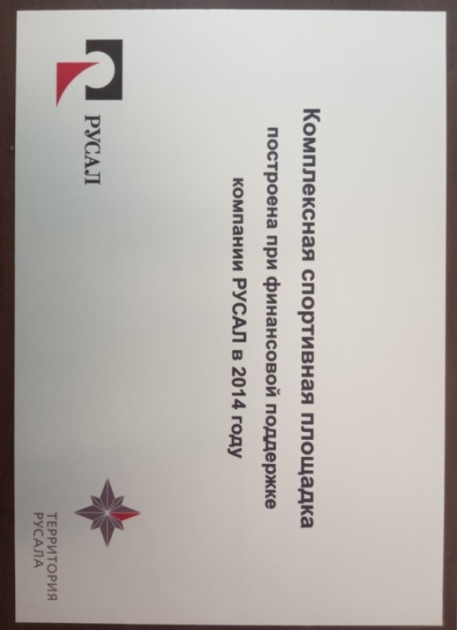 Комплексная спортивная площадка
построена при финансовой поддержке
компании РУСАЛ в 2014 году
РУСАЛ
ТЕРРИТОРИЯ
РУСАЛА